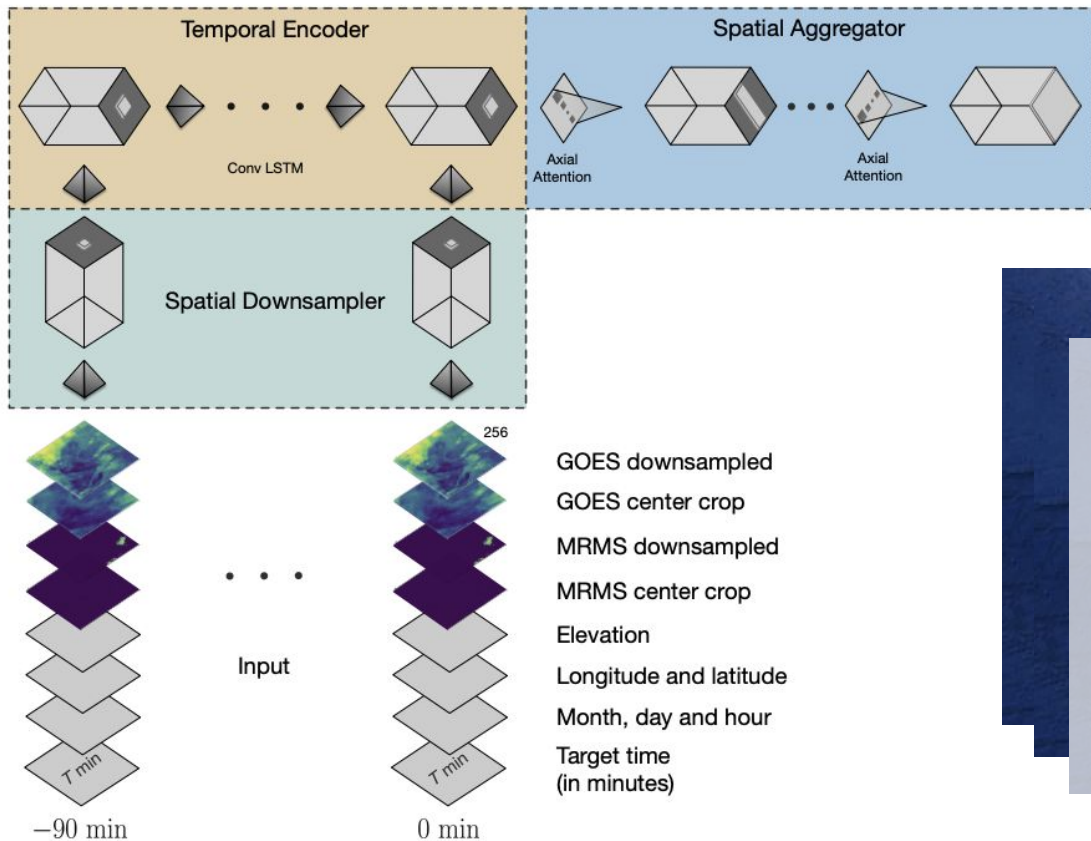 Temporal Encoder
Spatial Aggregator
Conv LSTM
Axial
Attention
Axial
Attention
Spatial Downsampler
256
GOES downsampled
GOES center crop
MRMS downsampled
MRMS center crop
Elevation
Input
Longitude and latitude
Month, day and hour
Target time
(in minutes)
T min
T min
−90 min
0 min